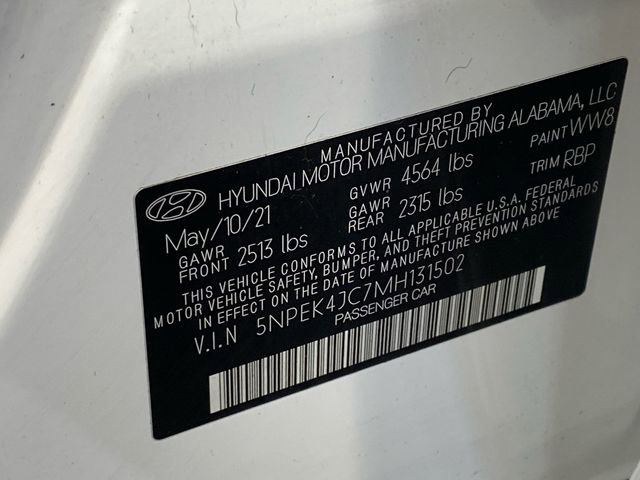 MANUFACTURED BY
HYUNDAI MOTOR MANUFACTURING ALABAMA, LLC
May/10/21 GVWR 4564 lbs PAINT WW8
GAWR FRONT 2513 lbs GAWR REAR 2315 lbs TRIM RBP
THIS VEHICLE CONFORMS TO ALL APPLICABLE U.S.A. FEDERAL
MOTOR VEHICLE SAFETY, BUMPER, AND THEFT PREVENTION STANDARDS
IN EFFECT ON THE DATE OF MANUFACTURE SHOWN ABOVE
V.I.N 5NPEK4JC7MH131502
PASSENGER CAR